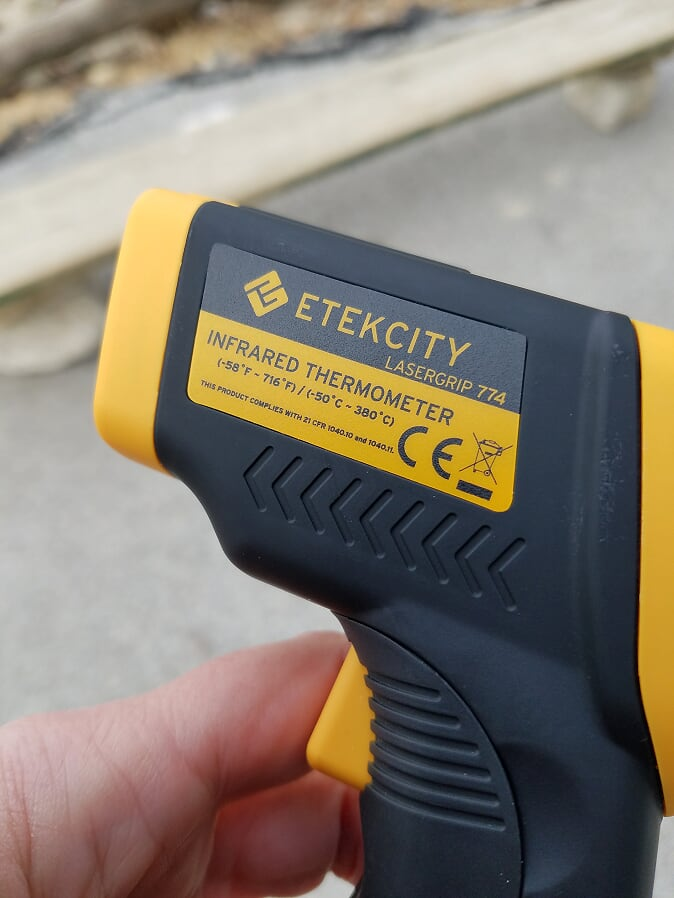 ETEKCITY
LASERGRIP 774
INFRARED THERMOMETER
(-58°F ~ 716°F) / (-50°C ~ 380°C)
THIS PRODUCT COMPLIES WITH 21 CFR 1040.10 and 1040.11.
CE